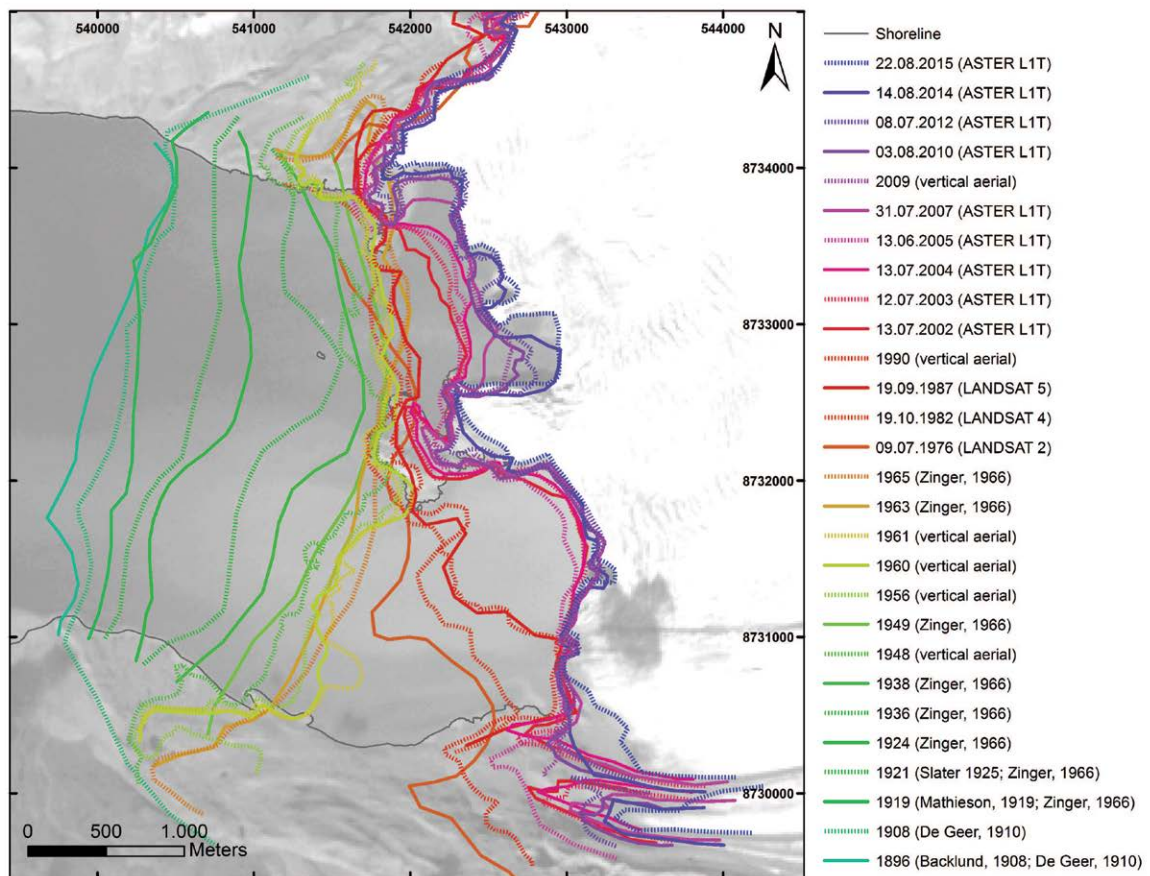 540000 541000 542000 543000 544000
N
8734000
8733000
8732000
8731000
8730000
0 500 1.000
Meters
Shoreline
22.08.2015 (ASTER L1T)
14.08.2014 (ASTER L1T)
08.07.2012 (ASTER L1T)
03.08.2010 (ASTER L1T)
2009 (vertical aerial)
31.07.2007 (ASTER L1T)
13.06.2005 (ASTER L1T)
13.07.2004 (ASTER L1T)
12.07.2003 (ASTER L1T)
13.07.2002 (ASTER L1T)
1990 (vertical aerial)
19.09.1987 (LANDSAT 5)
19.10.1982 (LANDSAT 4)
09.07.1976 (LANDSAT 2)
1965 (Zinger, 1966)
1963 (Zinger, 1966)
1961 (vertical aerial)
1960 (vertical aerial)
1956 (vertical aerial)
1949 (Zinger, 1966)
1948 (vertical aerial)
1938 (Zinger, 1966)
1936 (Zinger, 1966)
1924 (Zinger, 1966)
1921 (Slater 1925; Zinger, 1966)
1919 (Mathieson, 1919; Zinger, 1966)
1908 (De Geer, 1910)
1896 (Backlund, 1908; De Geer, 1910)